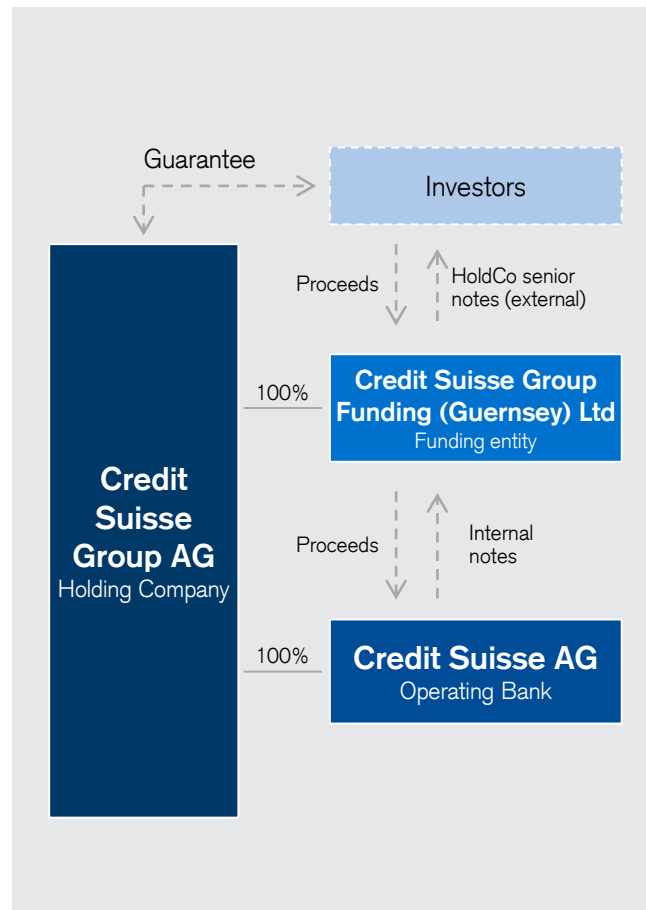 Guarantee
Investors
Proceeds
HoldCo senior
notes (external)
100%
Credit Suisse Group
Funding (Guernsey) Ltd
Funding entity
Credit
Suisse
Group AG
Holding Company
Proceeds
Internal
notes
100%
Credit Suisse AG
Operating Bank